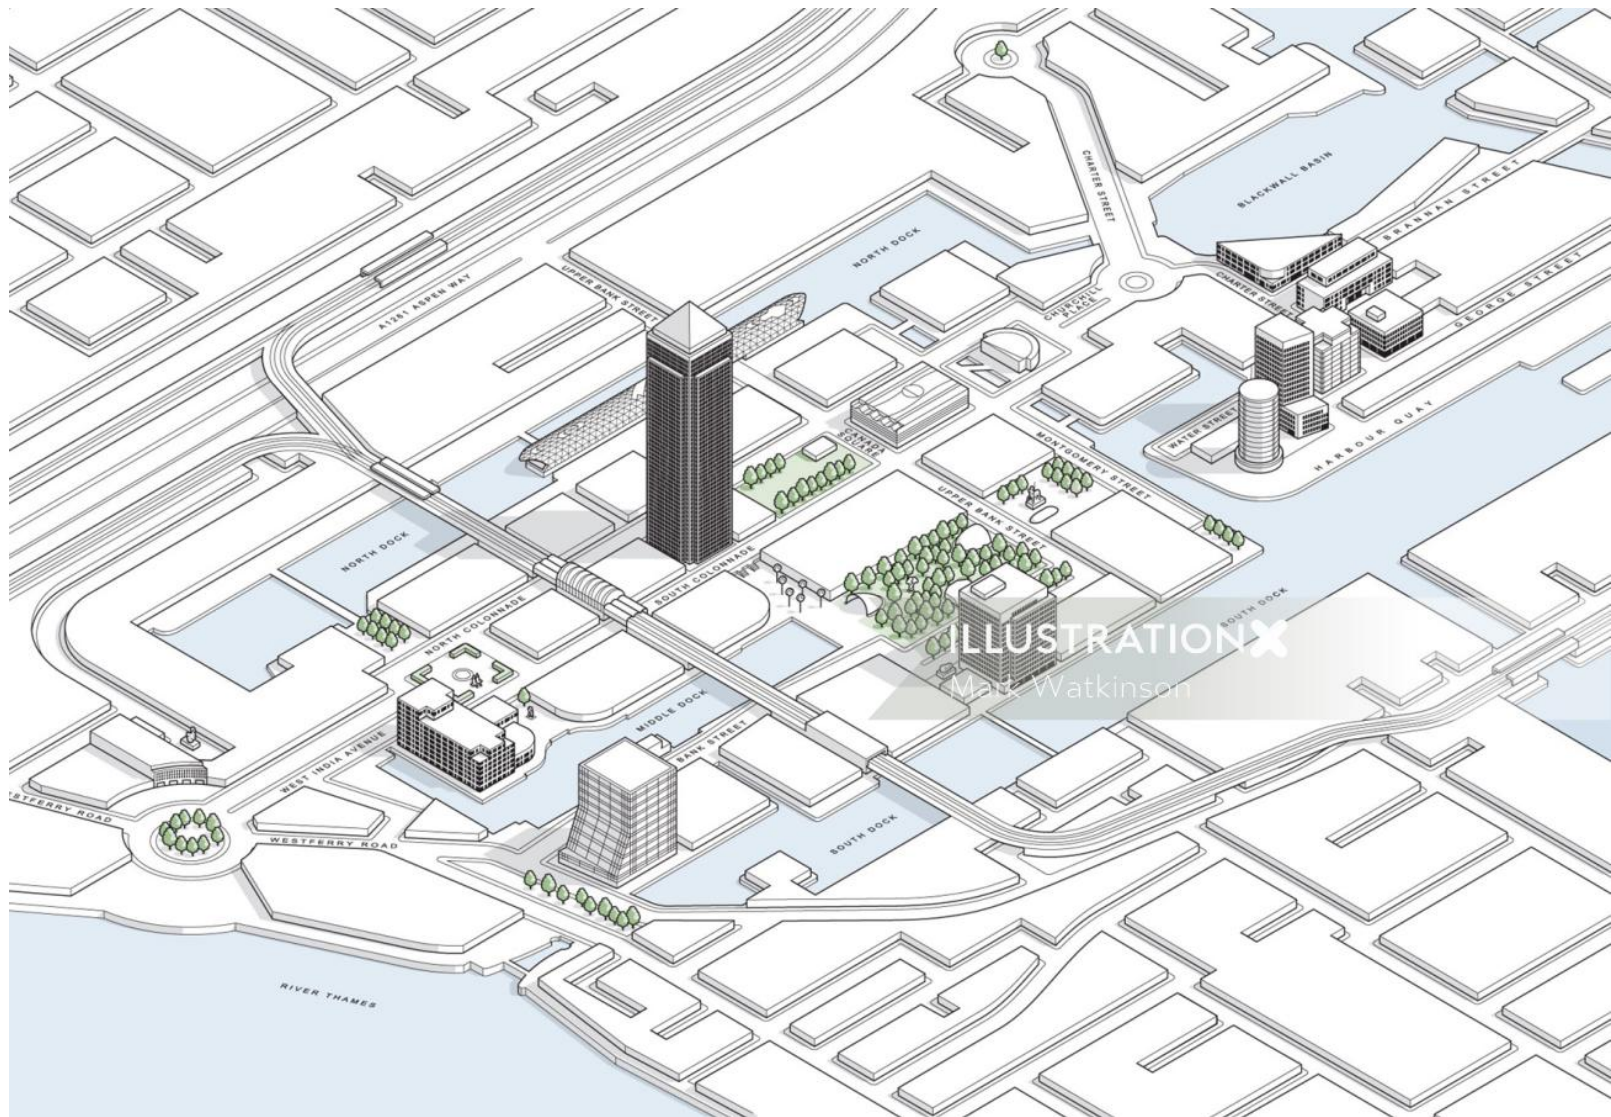 BLACKWALL BASIN
CHARTER STREET
BRANNAN STREET
NORTH DOCK
UPPER BANK STREET
A1261 ASPEN WAY
CHURCHILL
PLACE
CHARTER STREET
GEORGE STREET
WATER STREET
HARBOUR QUAY
CANADA
SQUARE
MONTGOMERY STREET
UPPER BANK STREET
NORTH DOCK
SOUTH COLONNADE
NORTH COLONNADE
SOUTH DOCK
ILLUSTRATIONX
Mark Watkinson
MIDDLE DOCK
BANK STREET
WEST INDIA AVENUE
STFERRY ROAD
WESTFERRY ROAD
SOUTH DOCK
RIVER THAMES